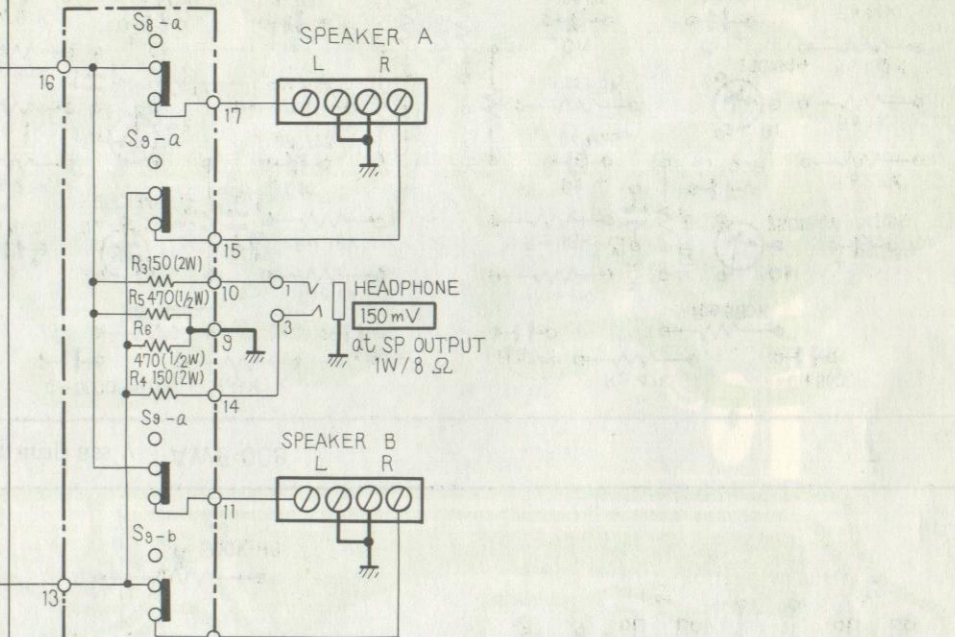 S8-a
SPEAKER A
L R
16
17
S9-a
15
R3 150 (2W)
10
1
HEADPHONE
R5 470 (1/2W)
150 mV
3
R6
9
at SP OUTPUT
470 (1/2W)
1W / 8 Ω
R4 150 (2W)
14
S9-a
SPEAKER B
L R
11
S9-b
13